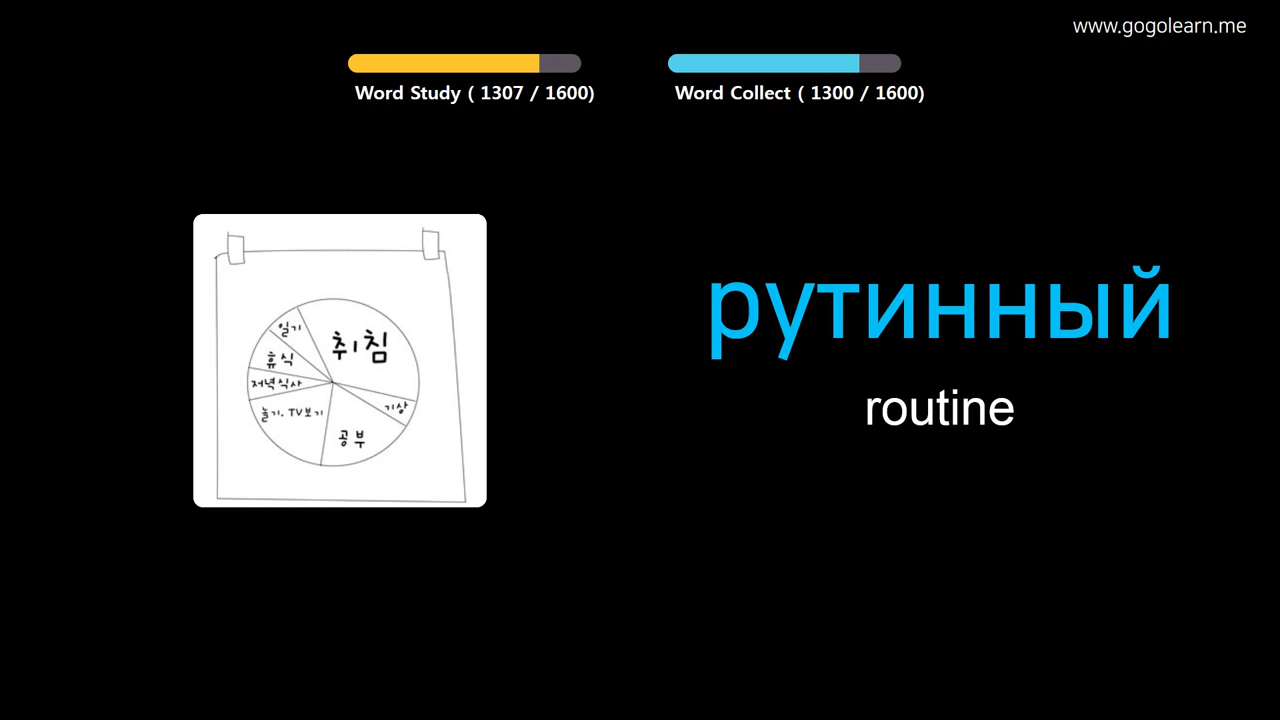 www.gogolearn.me
Word Study ( 1307 / 1600)
Word Collect ( 1300 / 1600)
일기
취침
휴식
저녁식사
기상
놀기. TV보기
공부
рутинный
routine